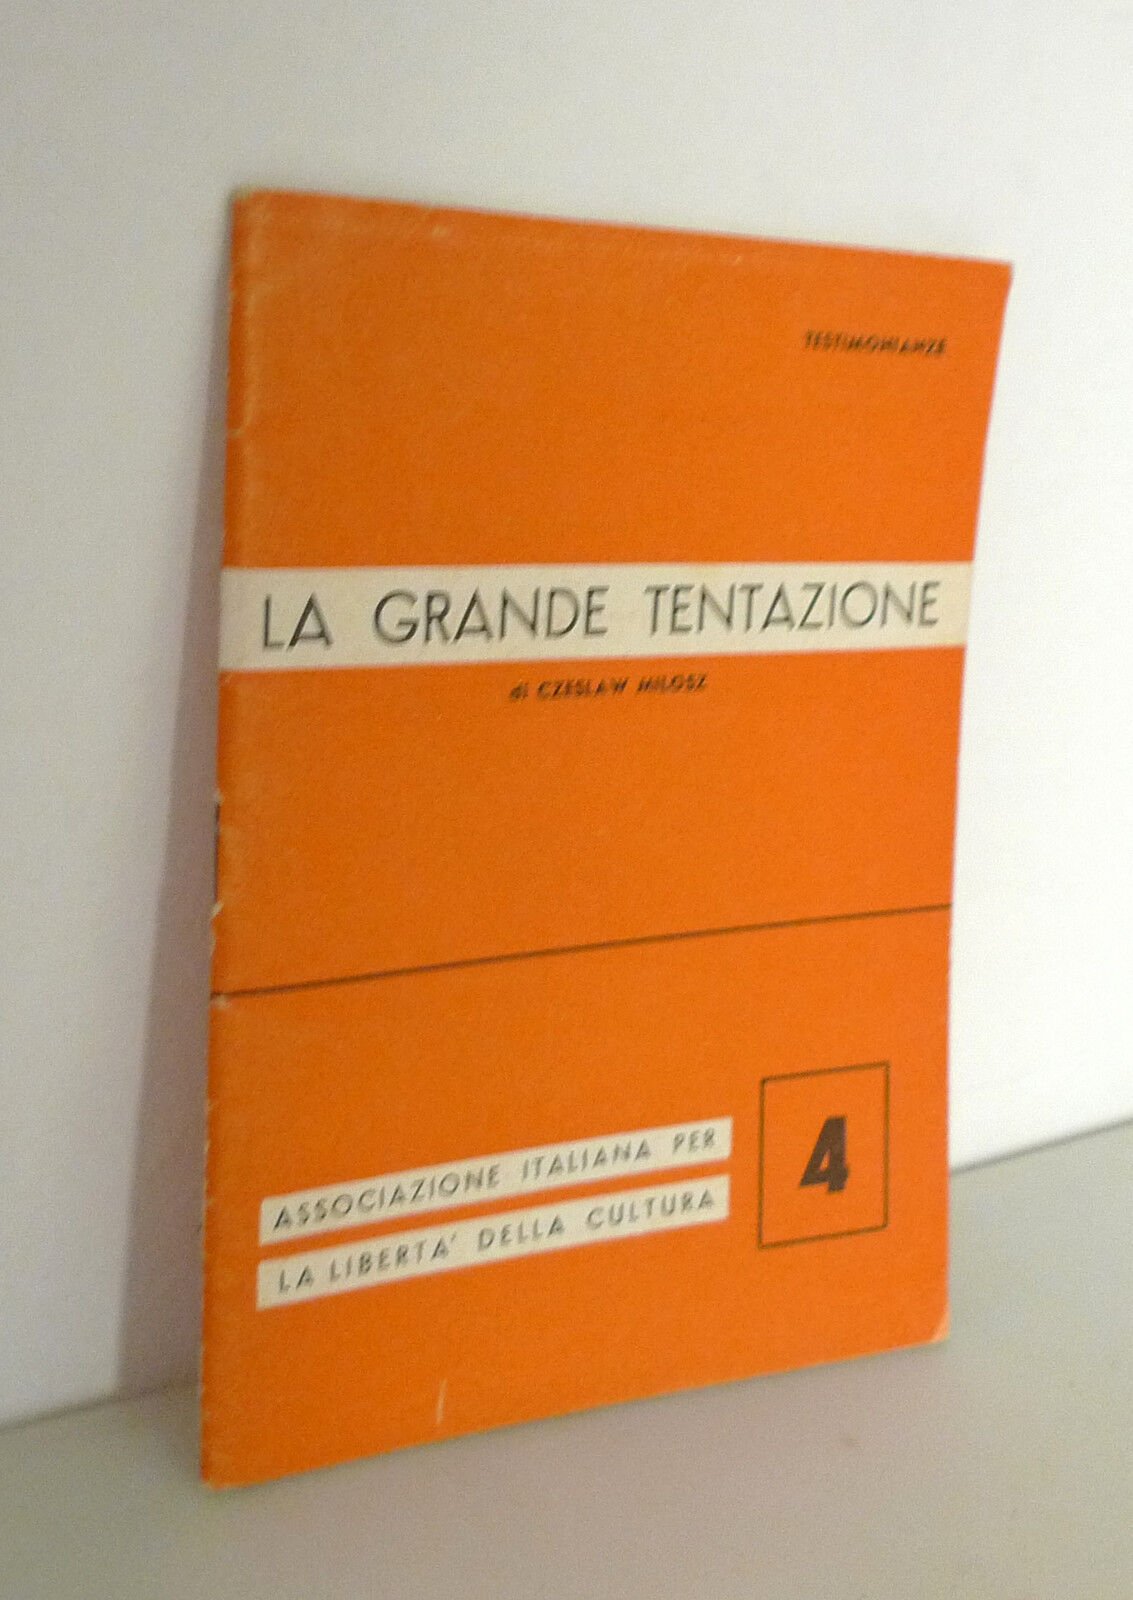 TESTIMONIANZE
LA GRANDE TENTAZIONE
di CZESLAW MILOSZ
ASSOCIAZIONE ITALIANA PER
LA LIBERTA' DELLA CULTURA
4